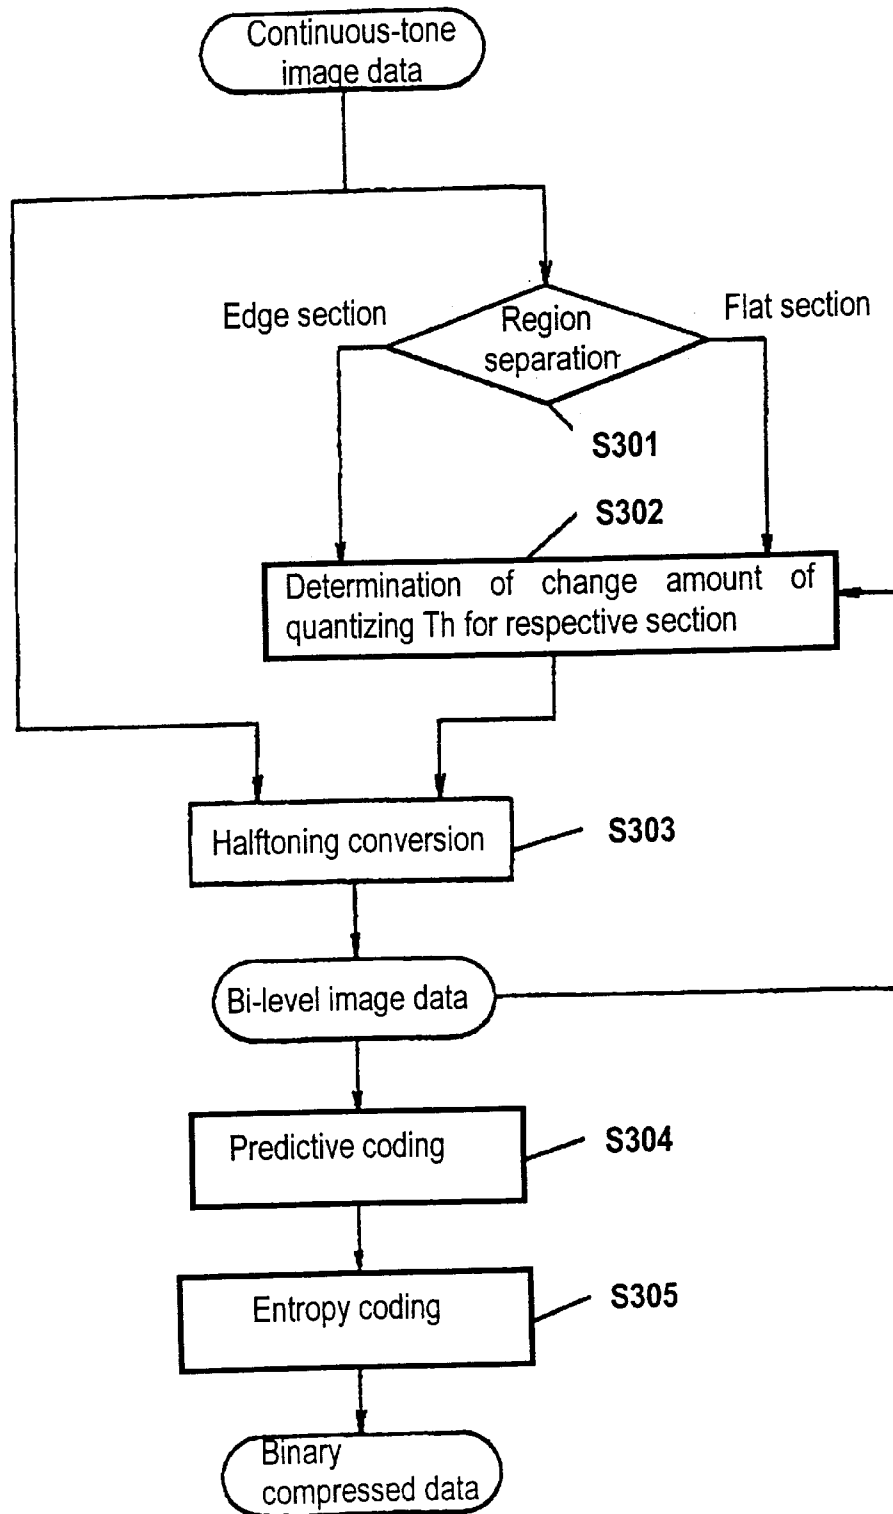 Continuous-tone
image data
Edge section
Region
separation
Flat section
S301
S302
Determination of change amount of
quantizing Th for respective section
Halftoning conversion
S303
Bi-level image data
Predictive coding
S304
Entropy coding
S305
Binary
compressed data